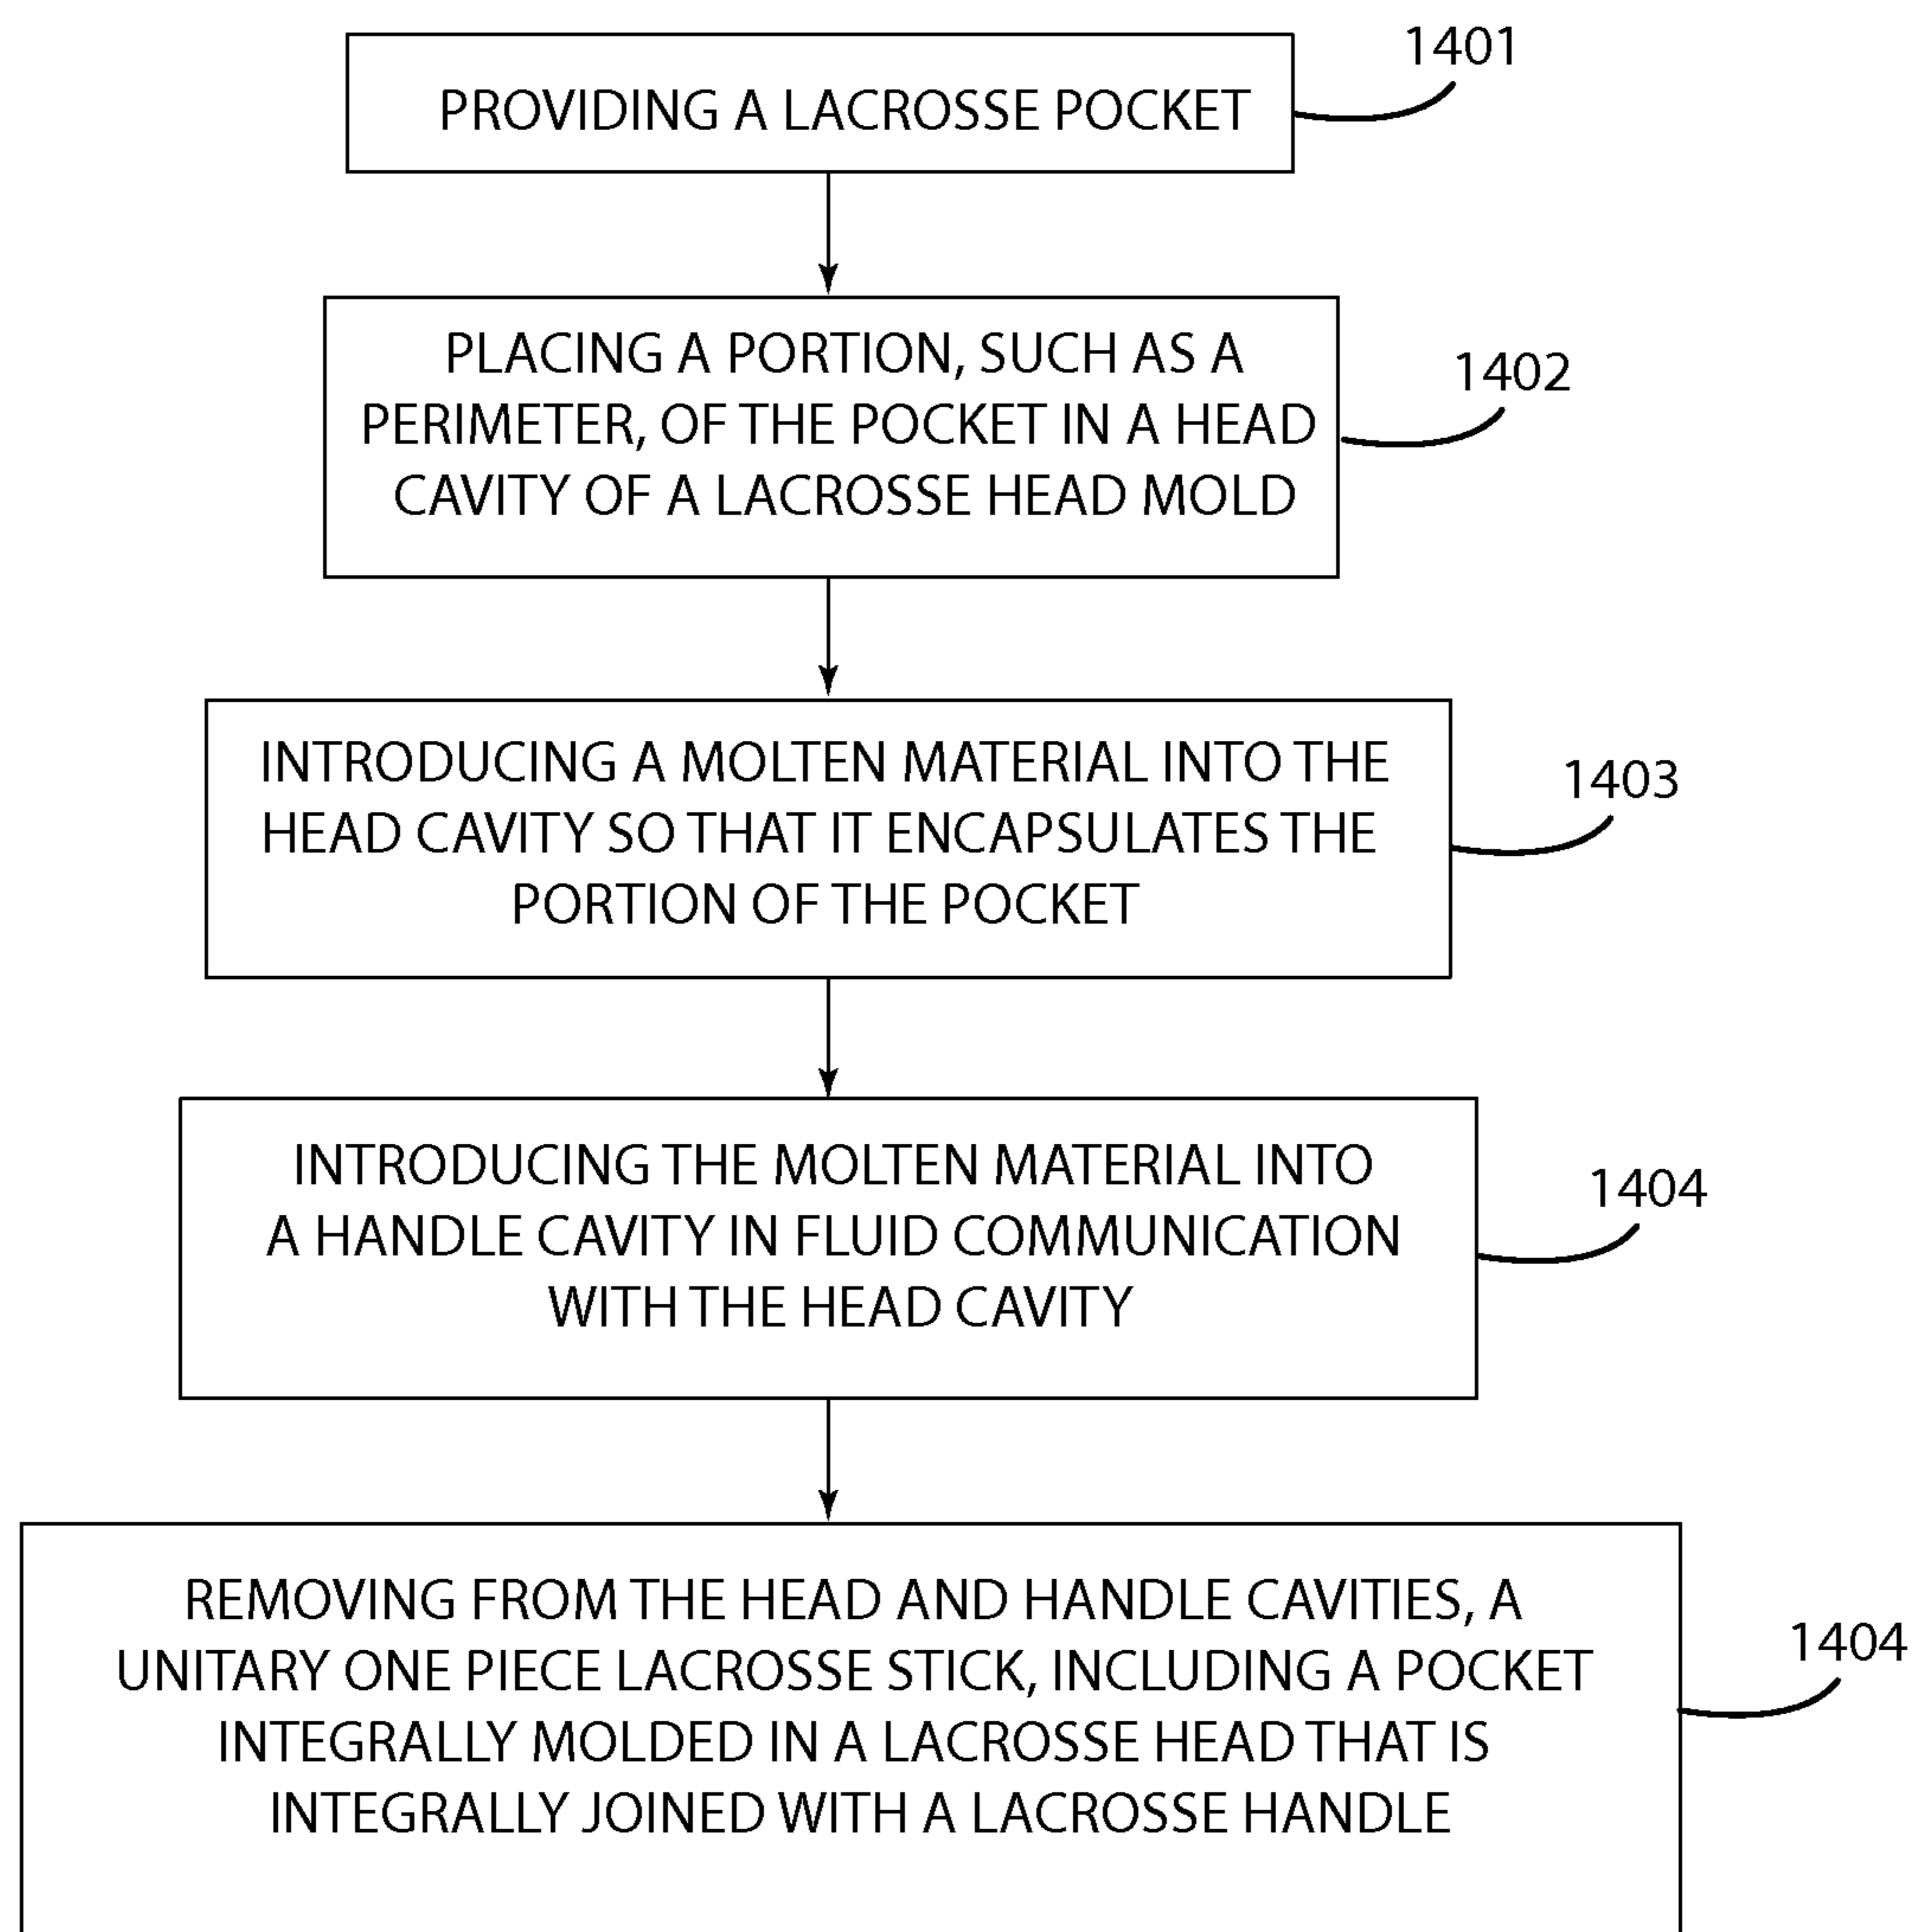 1401
PROVIDING A LACROSSE POCKET
PLACING A PORTION, SUCH AS A
1402
PERIMETER, OF THE POCKET IN A HEAD
CAVITY OF A LACROSSE HEAD MOLD
INTRODUCING A MOLTEN MATERIAL INTO THE
1403
HEAD CAVITY SO THAT IT ENCAPSULATES THE
PORTION OF THE POCKET
INTRODUCING THE MOLTEN MATERIAL INTO
1404
A HANDLE CAVITY IN FLUID COMMUNICATION
WITH THE HEAD CAVITY
REMOVING FROM THE HEAD AND HANDLE CAVITIES, A
1404
UNITARY ONE PIECE LACROSSE STICK, INCLUDING A POCKET
INTEGRALLY MOLDED IN A LACROSSE HEAD THAT IS
INTEGRALLY JOINED WITH A LACROSSE HANDLE